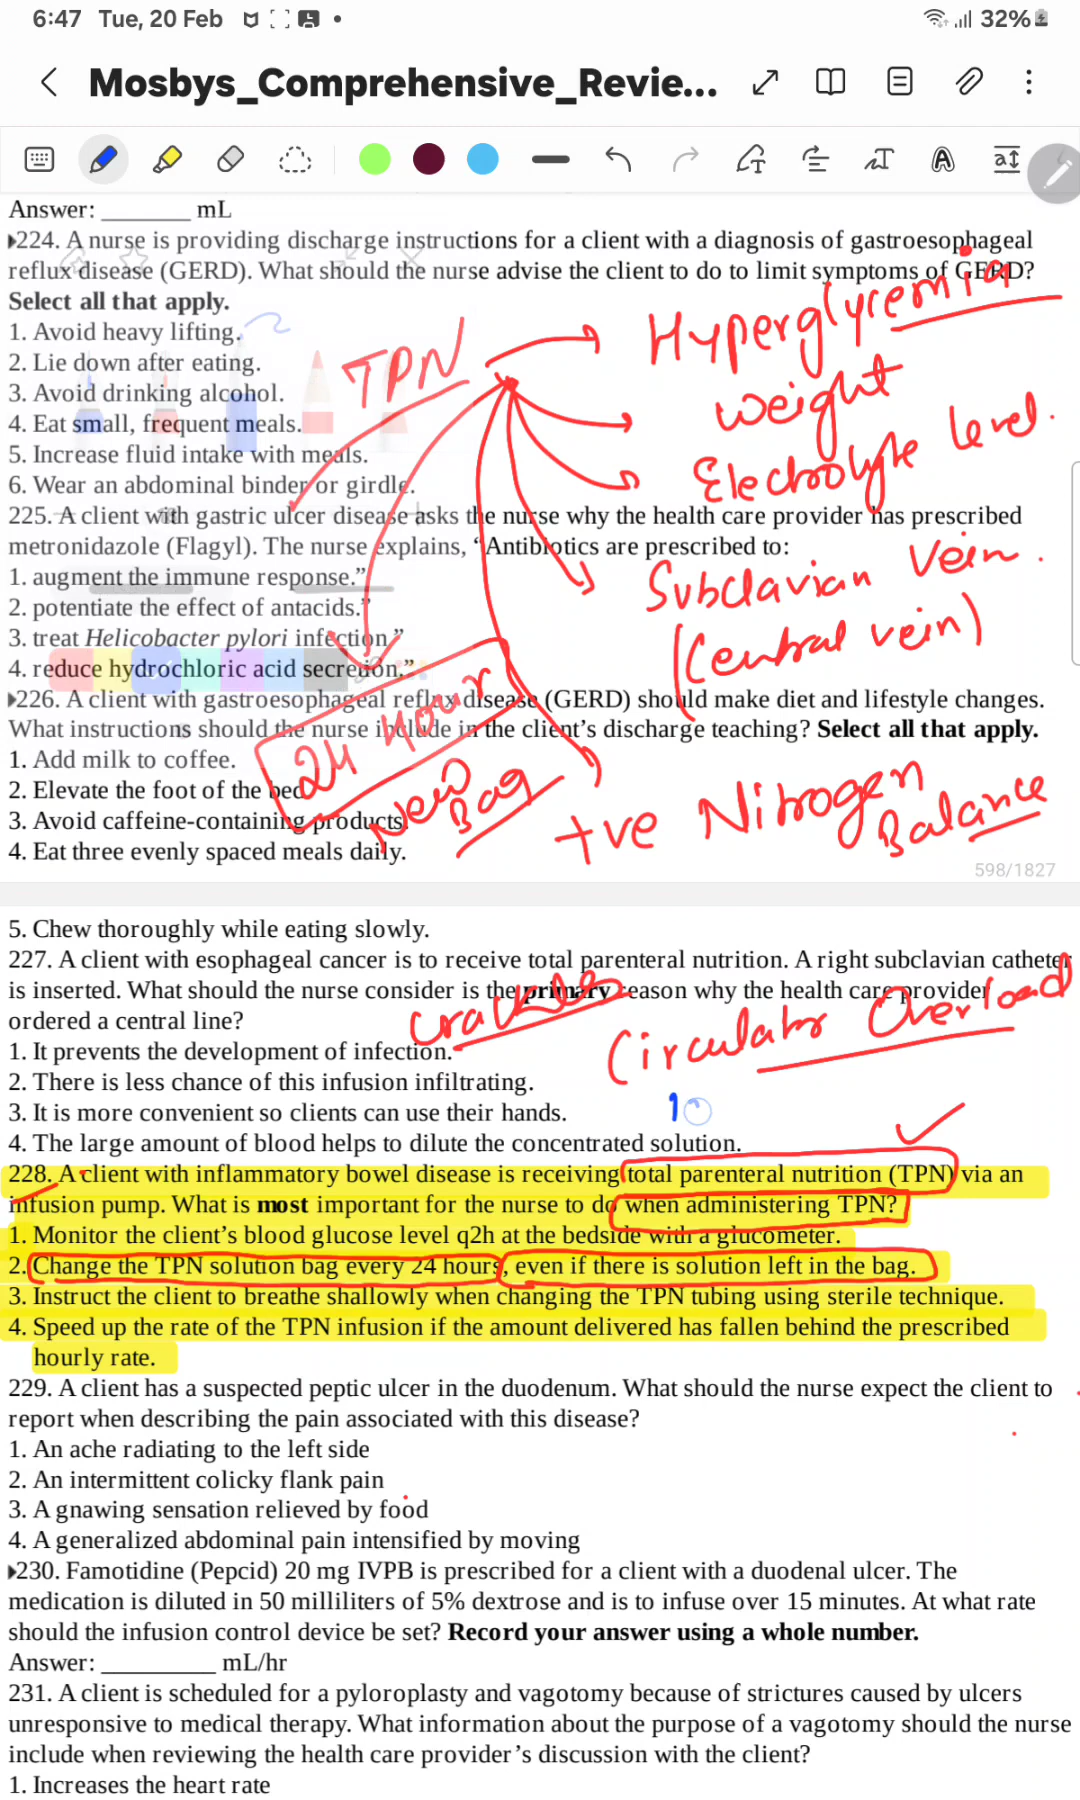 6:47 Tue, 20 Feb
32%
Mosbys_Comprehensive_Revie...
Answer: _______ mL
224. A nurse is providing discharge instructions for a client with a diagnosis of gastroesophageal
reflux disease (GERD). What should the nurse advise the client to do to limit symptoms of GERD?
Select all that apply.
1. Avoid heavy lifting.
2. Lie down after eating.
3. Avoid drinking alcohol.
4. Eat small, frequent meals.
5. Increase fluid intake with meals.
6. Wear an abdominal binder or girdle.
TPN
Hyperglycemia
weight
Electrolyte level.
225. A client with gastric ulcer disease asks the nurse why the health care provider has prescribed
metronidazole (Flagyl). The nurse explains, “Antibiotics are prescribed to:
1. augment the immune response.”
2. potentiate the effect of antacids.”
3. treat Helicobacter pylori infection.”
4. reduce hydrochloric acid secretion.”
Subclavian Vein.
(Central vein)
226. A client with gastroesophageal reflux disease (GERD) should make diet and lifestyle changes.
What instructions should the nurse include in the client’s discharge teaching? Select all that apply.
1. Add milk to coffee.
2. Elevate the foot of the bed.
3. Avoid caffeine-containing products.
4. Eat three evenly spaced meals daily.
24 Hour
New Bag
+ve Nitrogen Balance
598/1827
5. Chew thoroughly while eating slowly.
227. A client with esophageal cancer is to receive total parenteral nutrition. A right subclavian catheter
is inserted. What should the nurse consider is the primary reason why the health care provider
ordered a central line?
1. It prevents the development of infection.
2. There is less chance of this infusion infiltrating.
3. It is more convenient so clients can use their hands.
4. The large amount of blood helps to dilute the concentrated solution.
Crackles
Circulator Overload
10
228. A client with inflammatory bowel disease is receiving total parenteral nutrition (TPN) via an
infusion pump. What is most important for the nurse to do when administering TPN?
1. Monitor the client’s blood glucose level q2h at the bedside with a glucometer.
2. Change the TPN solution bag every 24 hours, even if there is solution left in the bag.
3. Instruct the client to breathe shallowly when changing the TPN tubing using sterile technique.
4. Speed up the rate of the TPN infusion if the amount delivered has fallen behind the prescribed
hourly rate.
229. A client has a suspected peptic ulcer in the duodenum. What should the nurse expect the client to
report when describing the pain associated with this disease?
1. An ache radiating to the left side
2. An intermittent colicky flank pain
3. A gnawing sensation relieved by food
4. A generalized abdominal pain intensified by moving
230. Famotidine (Pepcid) 20 mg IVPB is prescribed for a client with a duodenal ulcer. The
medication is diluted in 50 milliliters of 5% dextrose and is to infuse over 15 minutes. At what rate
should the infusion control device be set? Record your answer using a whole number.
Answer: _________ mL/hr
231. A client is scheduled for a pyloroplasty and vagotomy because of strictures caused by ulcers
unresponsive to medical therapy. What information about the purpose of a vagotomy should the nurse
include when reviewing the health care provider’s discussion with the client?
1. Increases the heart rate